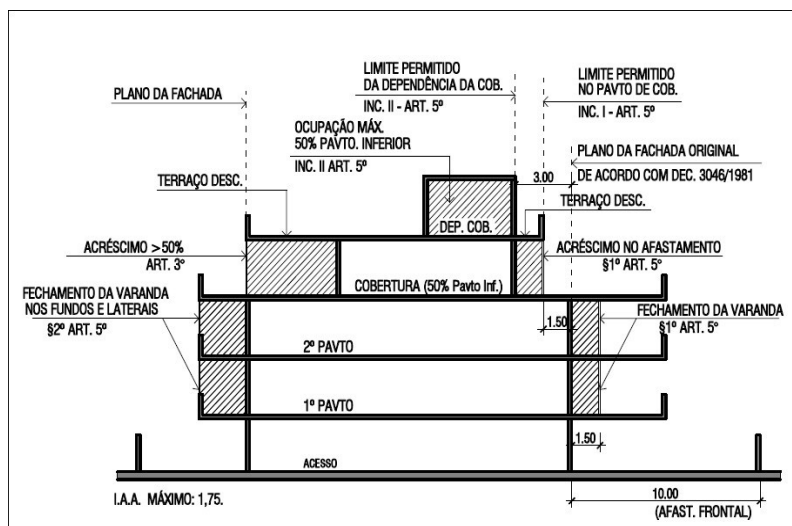 LIMITE PERMITIDO
DA DEPENDÊNCIA DA COB.
INC. II - ART. 5º
LIMITE PERMITIDO
NO PAVTO DE COB.
INC. I - ART. 5º
PLANO DA FACHADA
OCUPAÇÃO MÁX.
50% PAVTO. INFERIOR
INC. II ART. 5º
PLANO DA FACHADA ORIGINAL
DE ACORDO COM DEC. 3046/1981
3.00
TERRAÇO DESC.
TERRAÇO DESC.
DEP. COB.
ACRÉSCIMO >50%
ART. 3°
ACRÉSCIMO NO AFASTAMENTO
§1º ART. 5°
COBERTURA (50% Pavto Inf.)
FECHAMENTO DA VARANDA
NOS FUNDOS E LATERAIS
§2º ART. 5º
1.50
FECHAMENTO DA VARANDA
§1º ART. 5°
2º PAVTO
1º PAVTO
1.50
ACESSO
I.A.A. MÁXIMO: 1,75.
10.00
(AFAST. FRONTAL)